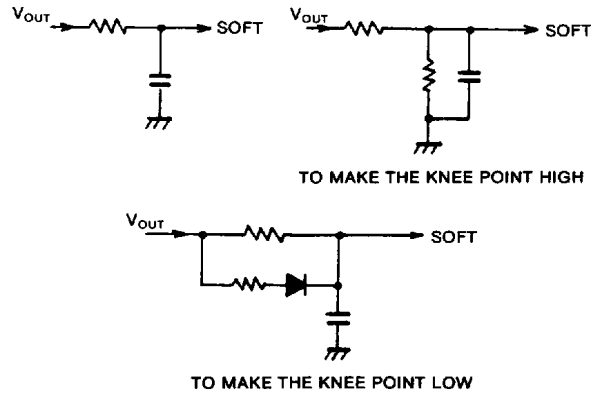 VOUT SOFT
VOUT SOFT
TO MAKE THE KNEE POINT HIGH
VOUT SOFT
TO MAKE THE KNEE POINT LOW